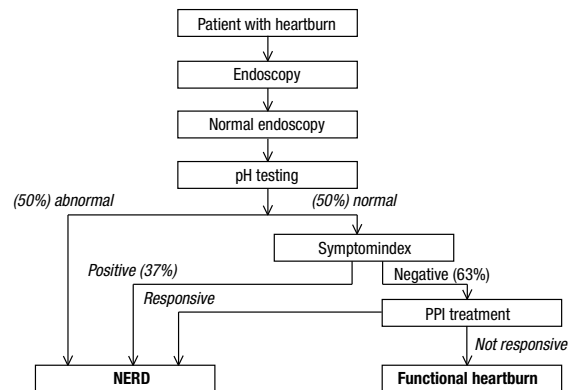 Patient with heartburn
Endoscopy
Normal endoscopy
pH testing
(50%) abnormal
(50%) normal
Symptomindex
Positive (37%)
Negative (63%)
Responsive
PPI treatment
Not responsive
NERD
Functional heartburn